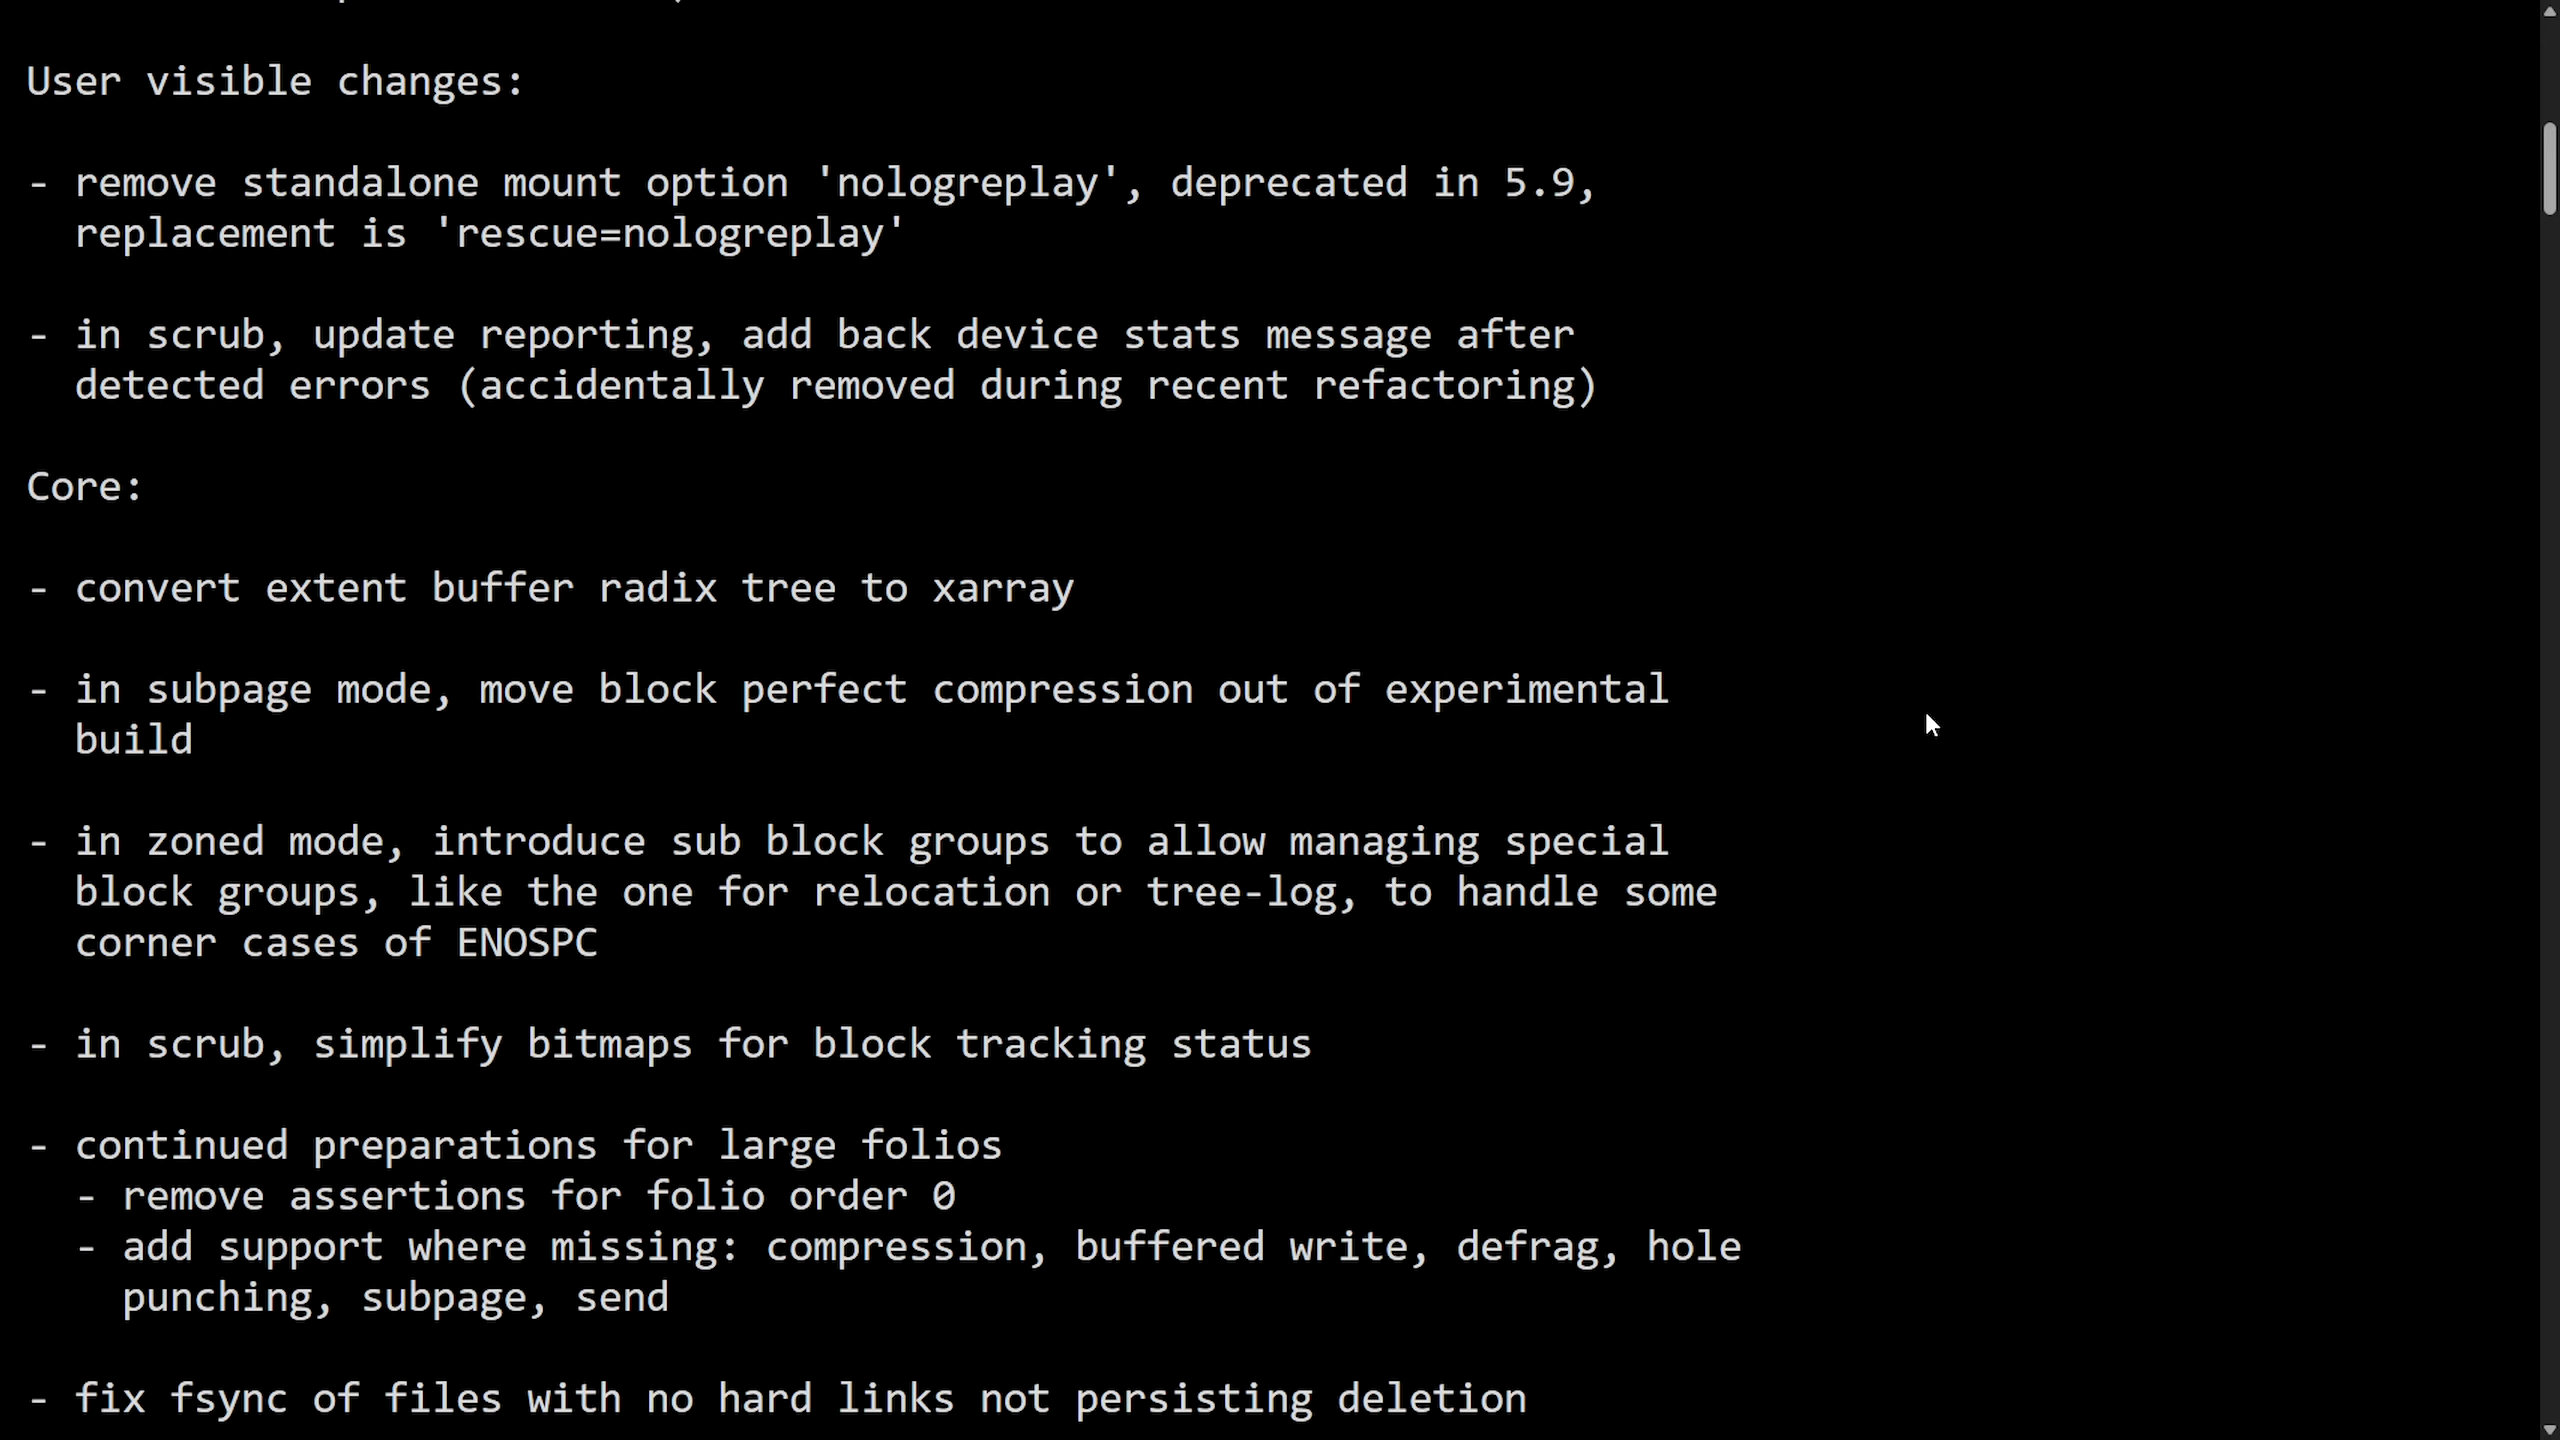 User visible changes:
- remove standalone mount option 'nologreplay', deprecated in 5.9,
replacement is 'rescue=nologreplay'
- in scrub, update reporting, add back device stats message after
detected errors (accidentally removed during recent refactoring)
Core:
- convert extent buffer radix tree to xarray
- in subpage mode, move block perfect compression out of experimental
build
- in zoned mode, introduce sub block groups to allow managing special
block groups, like the one for relocation or tree-log, to handle some
corner cases of ENOSPC
- in scrub, simplify bitmaps for block tracking status
- continued preparations for large folios
- remove assertions for folio order 0
- add support where missing: compression, buffered write, defrag, hole
punching, subpage, send
- fix fsync of files with no hard links not persisting deletion